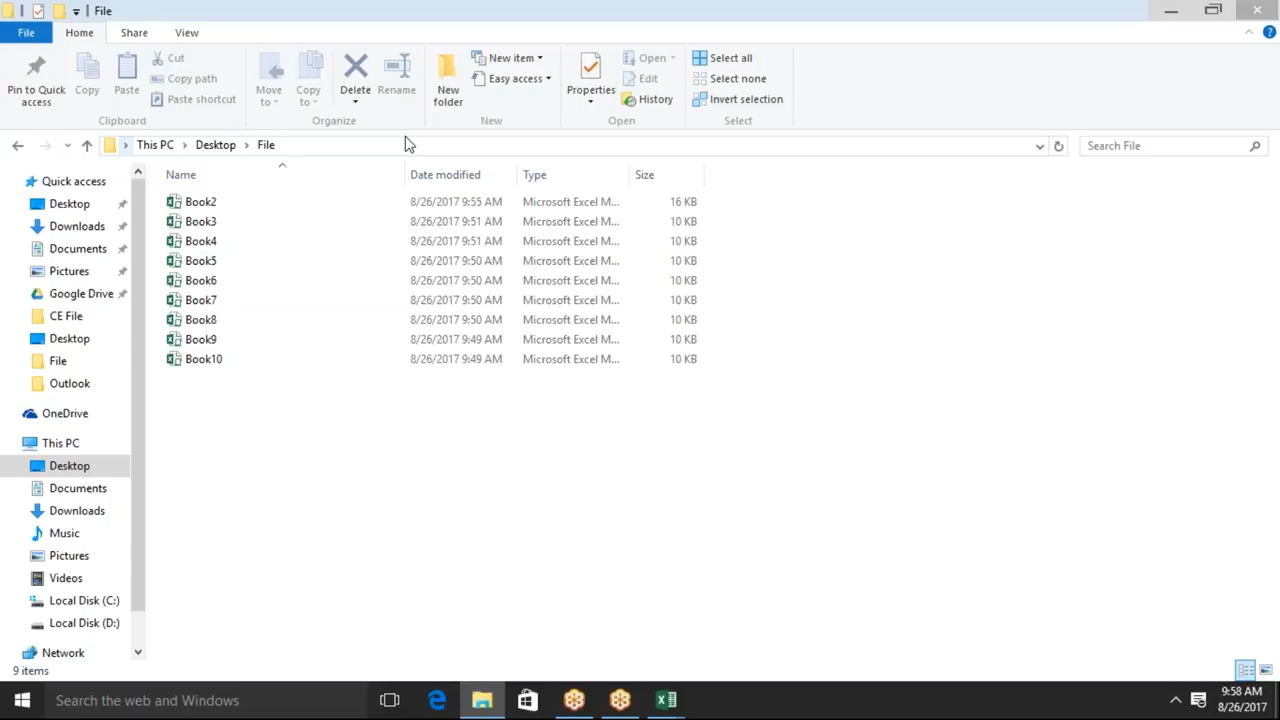 File
File Home Share View
Pin to Quick access
Copy
Paste
Cut
Copy path
Paste shortcut
Clipboard
Move to
Copy to
Delete
Rename
Organize
New folder
New item
Easy access
New
Properties
Open
Edit
History
Open
Select all
Select none
Invert selection
Select
This PC > Desktop > File
Search File
Quick access
Desktop
Downloads
Documents
Pictures
Google Drive
CE File
Desktop
File
Outlook
OneDrive
This PC
Desktop
Documents
Downloads
Music
Pictures
Videos
Local Disk (C:)
Local Disk (D:)
Network
Name Date modified Type Size
Book2 8/26/2017 9:55 AM Microsoft Excel M... 16 KB
Book3 8/26/2017 9:51 AM Microsoft Excel M... 10 KB
Book4 8/26/2017 9:51 AM Microsoft Excel M... 10 KB
Book5 8/26/2017 9:50 AM Microsoft Excel M... 10 KB
Book6 8/26/2017 9:50 AM Microsoft Excel M... 10 KB
Book7 8/26/2017 9:50 AM Microsoft Excel M... 10 KB
Book8 8/26/2017 9:50 AM Microsoft Excel M... 10 KB
Book9 8/26/2017 9:49 AM Microsoft Excel M... 10 KB
Book10 8/26/2017 9:49 AM Microsoft Excel M... 10 KB
9 items
Search the web and Windows
9:58 AM
8/26/2017